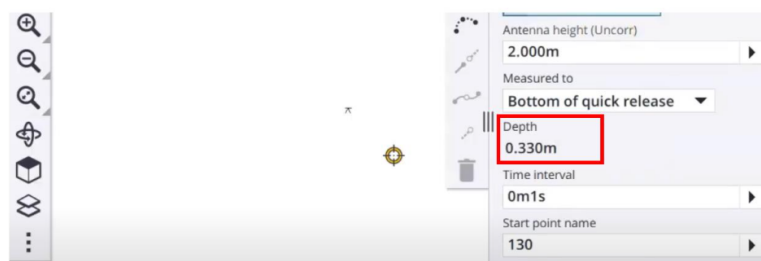 Antenna height (Uncorr)
2.000m
Measured to
Bottom of quick release
Depth
0.330m
Time interval
0m1s
Start point name
130